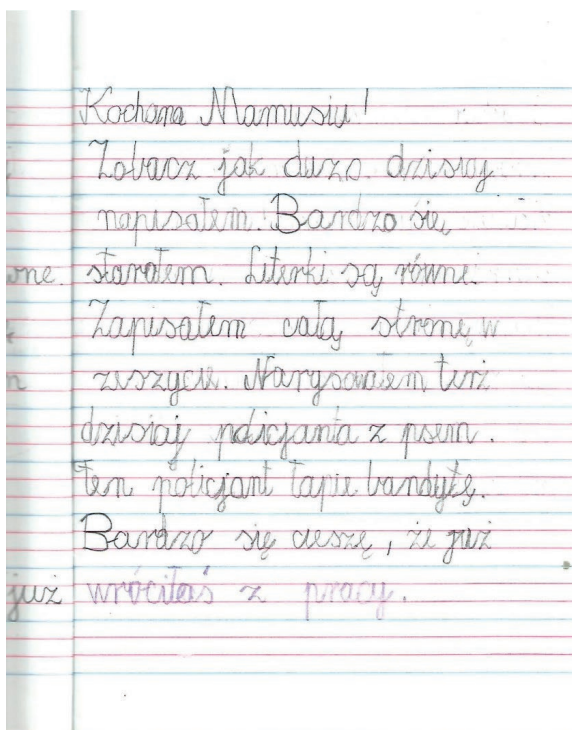 Kochana Mamusiu!
Zobacz jak dużo dzisiaj
napisałem. Bardzo się
wne. starałem. Literki są równe.
Zapisałem całą stronę w
n zeszycie. Narysowałem też
dzisiaj policjanta z psem.
Ten policjant łapie bandytę.
Bardzo się cieszę, że już
już wróciłaś z pracy.